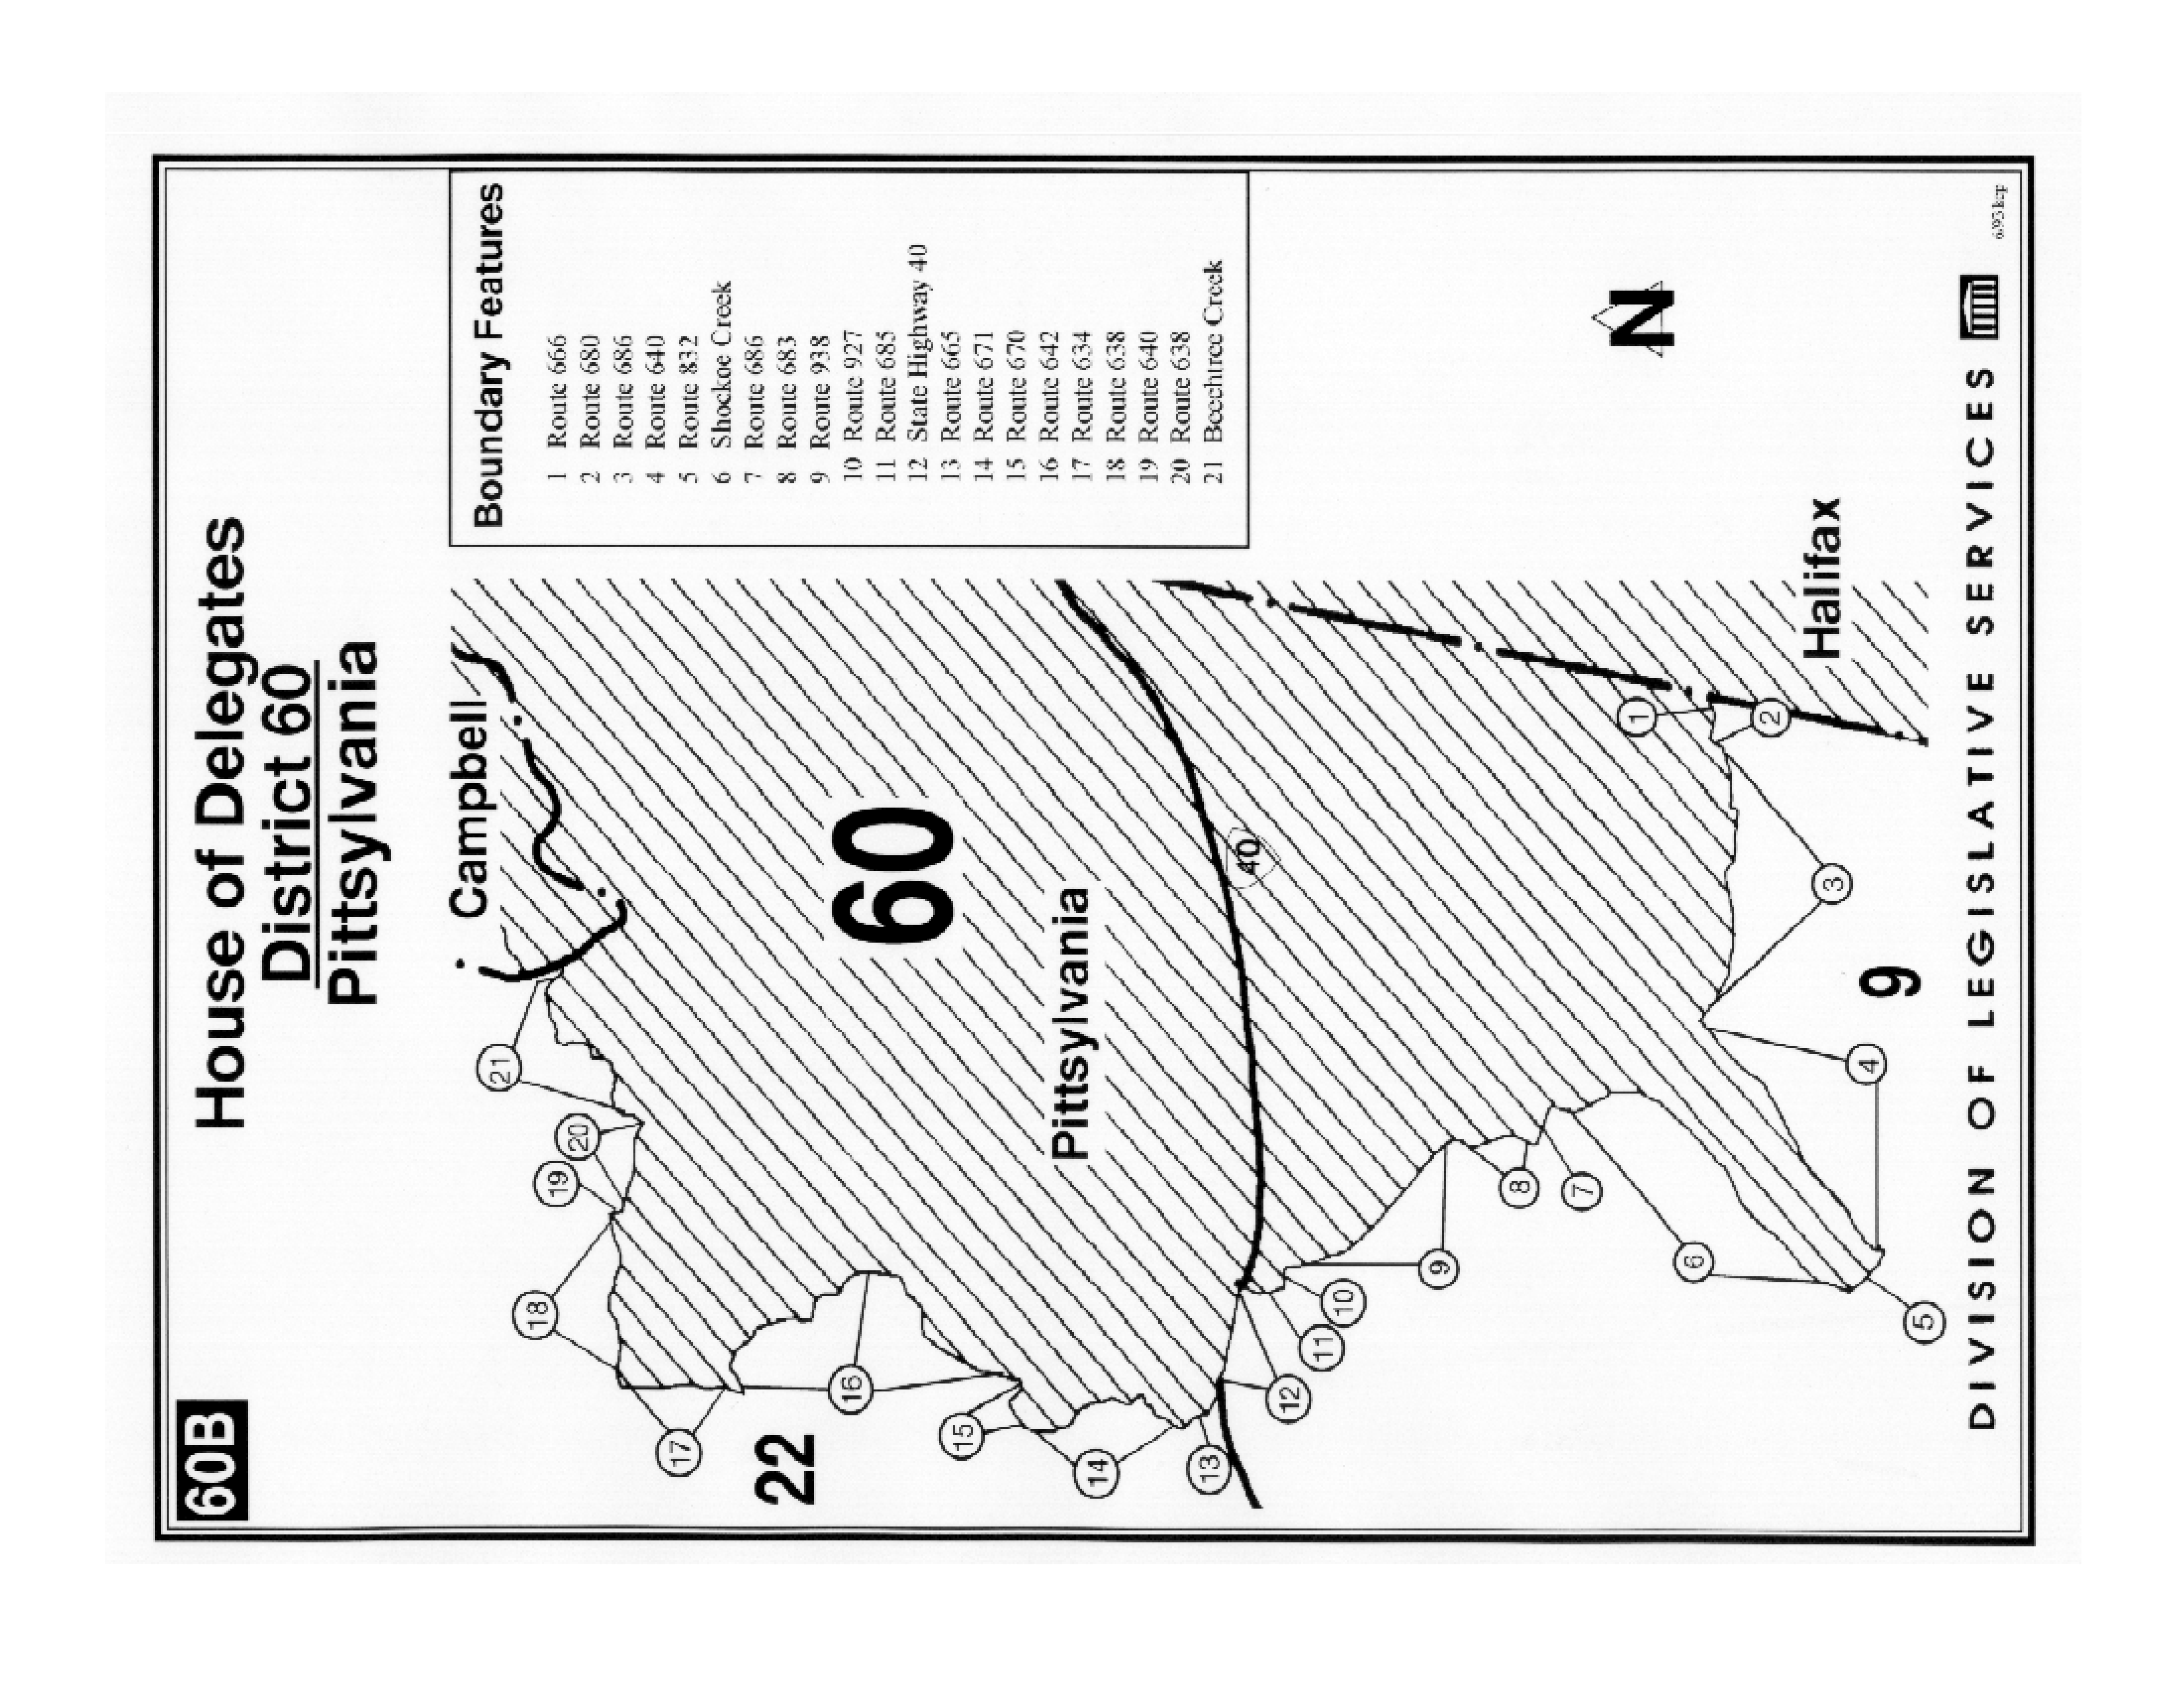 60B
House of Delegates
District 60
Pittsylvania
Boundary Features
1 Route 666
2 Route 680
3 Route 686
4 Route 640
5 Route 832
6 Shockoe Creek
7 Route 686
8 Route 683
9 Route 938
10 Route 927
11 Route 685
12 State Highway 40
13 Route 665
14 Route 671
15 Route 670
16 Route 642
17 Route 634
18 Route 638
19 Route 640
20 Route 638
21 Beechtree Creek
Campbell
21
20
19
18
17
22
16
15
14
13
60
Pittsylvania
40
12
11
10
9
8
7
6
5
4
3
2
1
9
Halifax
N
DIVISION OF LEGISLATIVE SERVICES